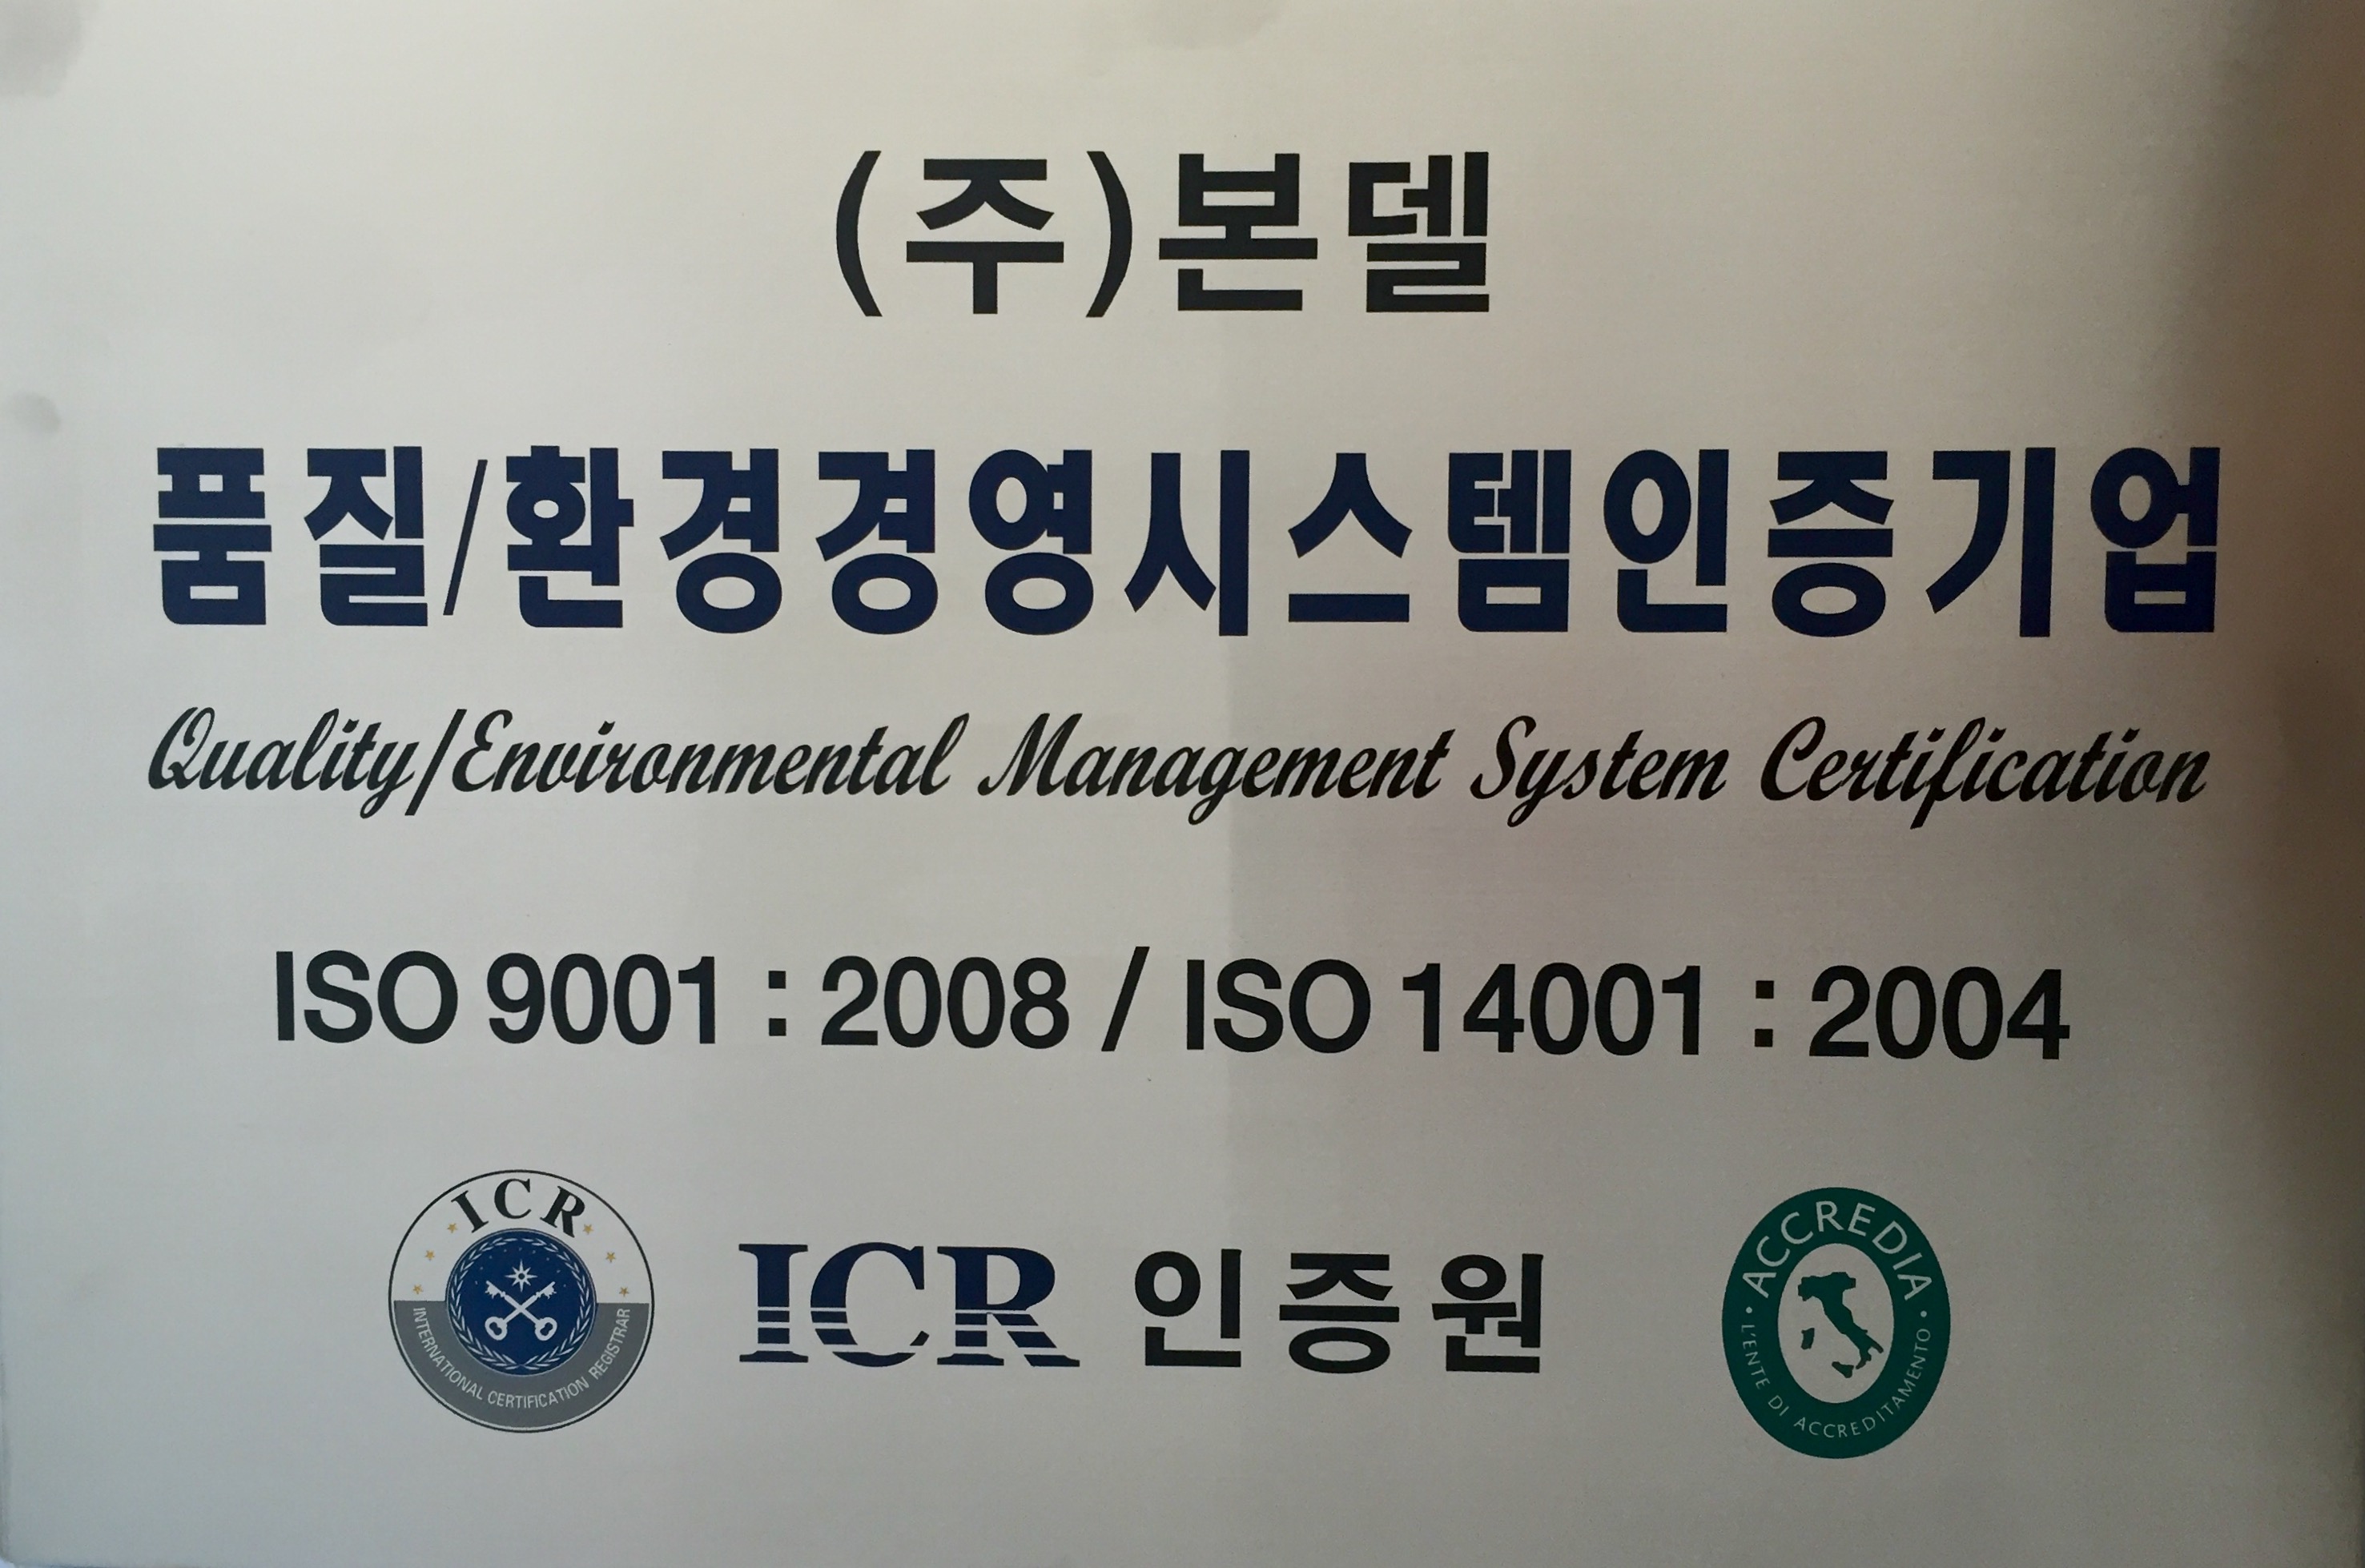 (주)본델
품질/환경경영시스템인증기업
Quality/Environmental Management System Certification
ISO 9001 : 2008 / ISO 14001 : 2004
ICR
INTERNATIONAL CERTIFICATION REGISTRAR
ICR 인증원
ACCREDIA
L'ENTE DI ACCREDITAMENTO